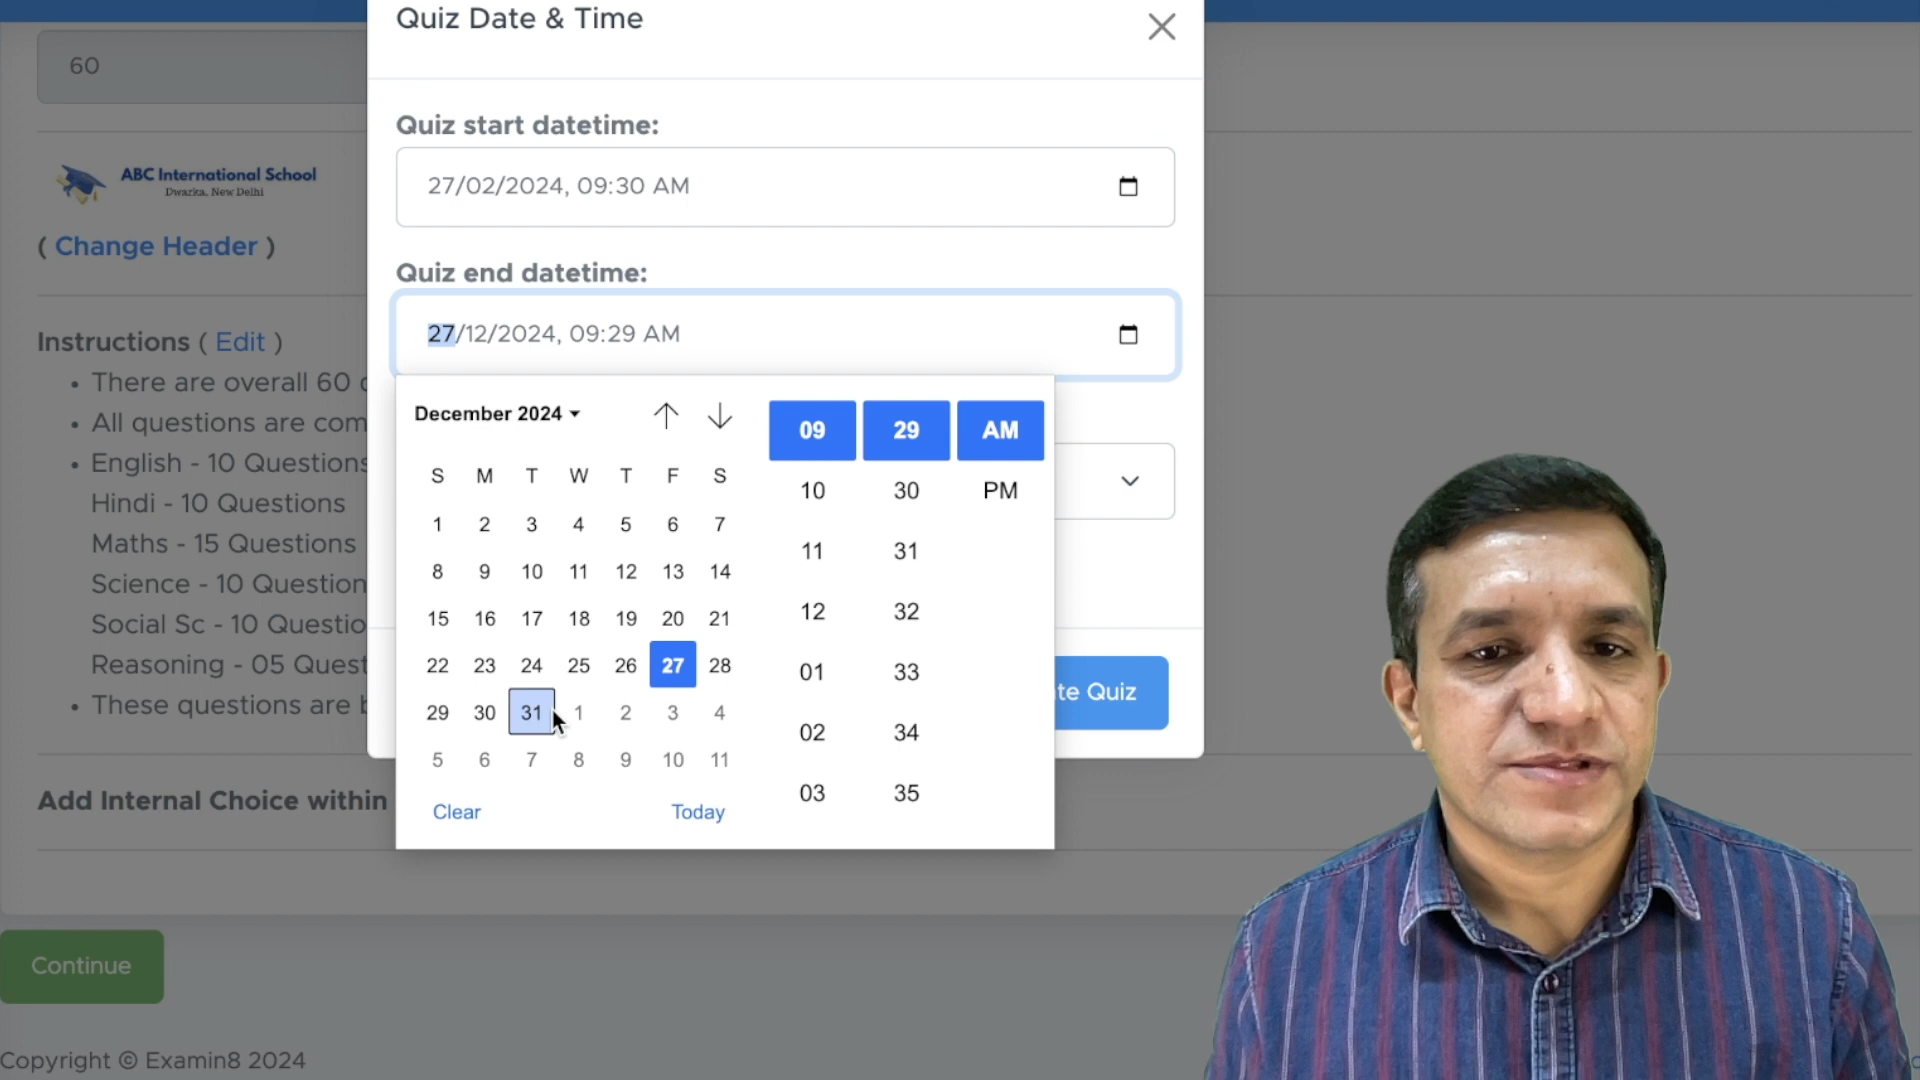 Quiz Date & Time
60
Quiz start datetime:
27/02/2024, 09:30 AM
ABC International School
Dwarka, New Delhi
( Change Header )
Quiz end datetime:
27/12/2024, 09:29 AM
Instructions ( Edit )
• There are overall 60
• All questions are com
• English - 10 Questions
Hindi - 10 Questions
Maths - 15 Questions
Science - 10 Question
Social Sc - 10 Questio
Reasoning - 05 Quest
• These questions are
December 2024
09 29 AM
S M T W T F S
10 30 PM
1 2 3 4 5 6 7
11 31
8 9 10 11 12 13 14
12 32
15 16 17 18 19 20 21
01 33
22 23 24 25 26 27 28
te Quiz
29 30 31 1 2 3 4
02 34
5 6 7 8 9 10 11
03 35
Clear Today
Add Internal Choice within
Continue
Copyright © Examin8 2024